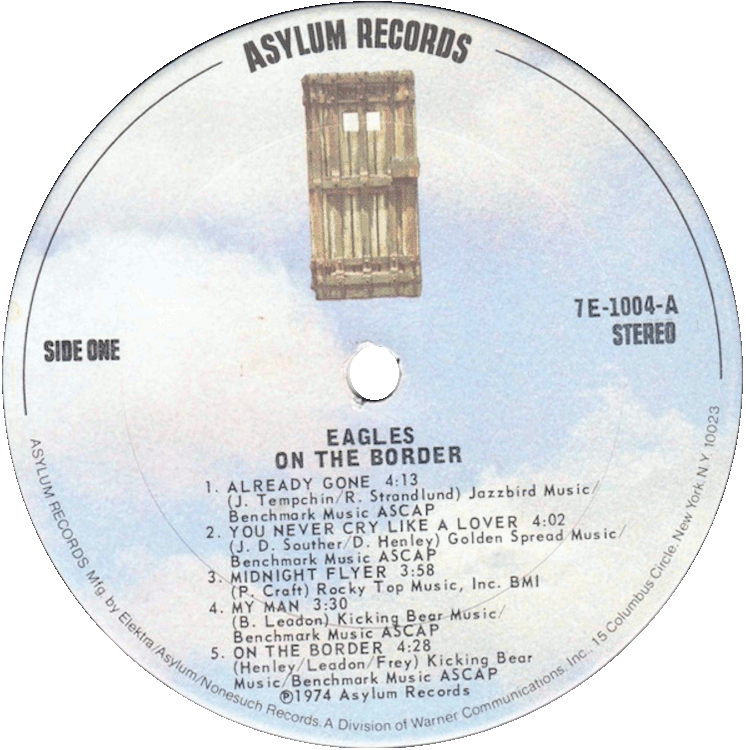 ASYLUM RECORDS
7E-1004-A
STEREO
SIDE ONE
EAGLES
ON THE BORDER
1. ALREADY GONE 4:13
(J. Tempchin/R. Strandlund) Jazzbird Music/
Benchmark Music ASCAP
2. YOU NEVER CRY LIKE A LOVER 4:02
(J. D. Souther/D. Henley) Golden Spread Music/
Benchmark Music ASCAP
3. MIDNIGHT FLYER 3:58
(P. Craft) Rocky Top Music, Inc. BMI
4. MY MAN 3:30
(B. Leadon) Kicking Bear Music/
Benchmark Music ASCAP
5. ON THE BORDER 4:28
(Henley/Leadon/Frey) Kicking Bear
Music/Benchmark Music ASCAP
℗1974 Asylum Records
ASYLUM RECORDS. Mfg. by Elektra/Asylum/Nonesuch Records. A Division of Warner Communications, Inc., 15 Columbus Circle, New York, N.Y. 10023